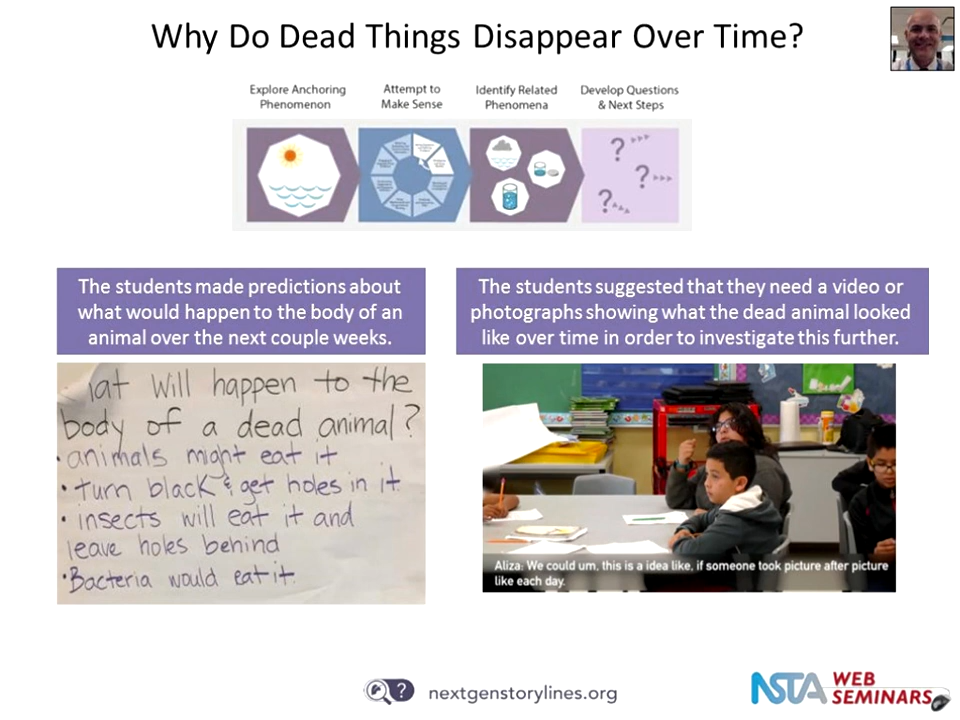 Why Do Dead Things Disappear Over Time?
Explore Anchoring
Phenomenon
Attempt to
Make Sense
Identify Related
Phenomena
Develop Questions
& Next Steps
?
?
?
The students made predictions about
what would happen to the body of an
animal over the next couple weeks.
The students suggested that they need a video or
photographs showing what the dead animal looked
like over time in order to investigate this further.
at will happen to the
body of a dead animal?
• animals might eat it
• turn black & get holes in it
• insects will eat it and
leave holes behind
• Bacteria would eat it.
Aliza: We could um, this is a idea like, if someone took picture after picture
like each day.
?
nextgenstorylines.org
NSTA WEB
SEMINARS